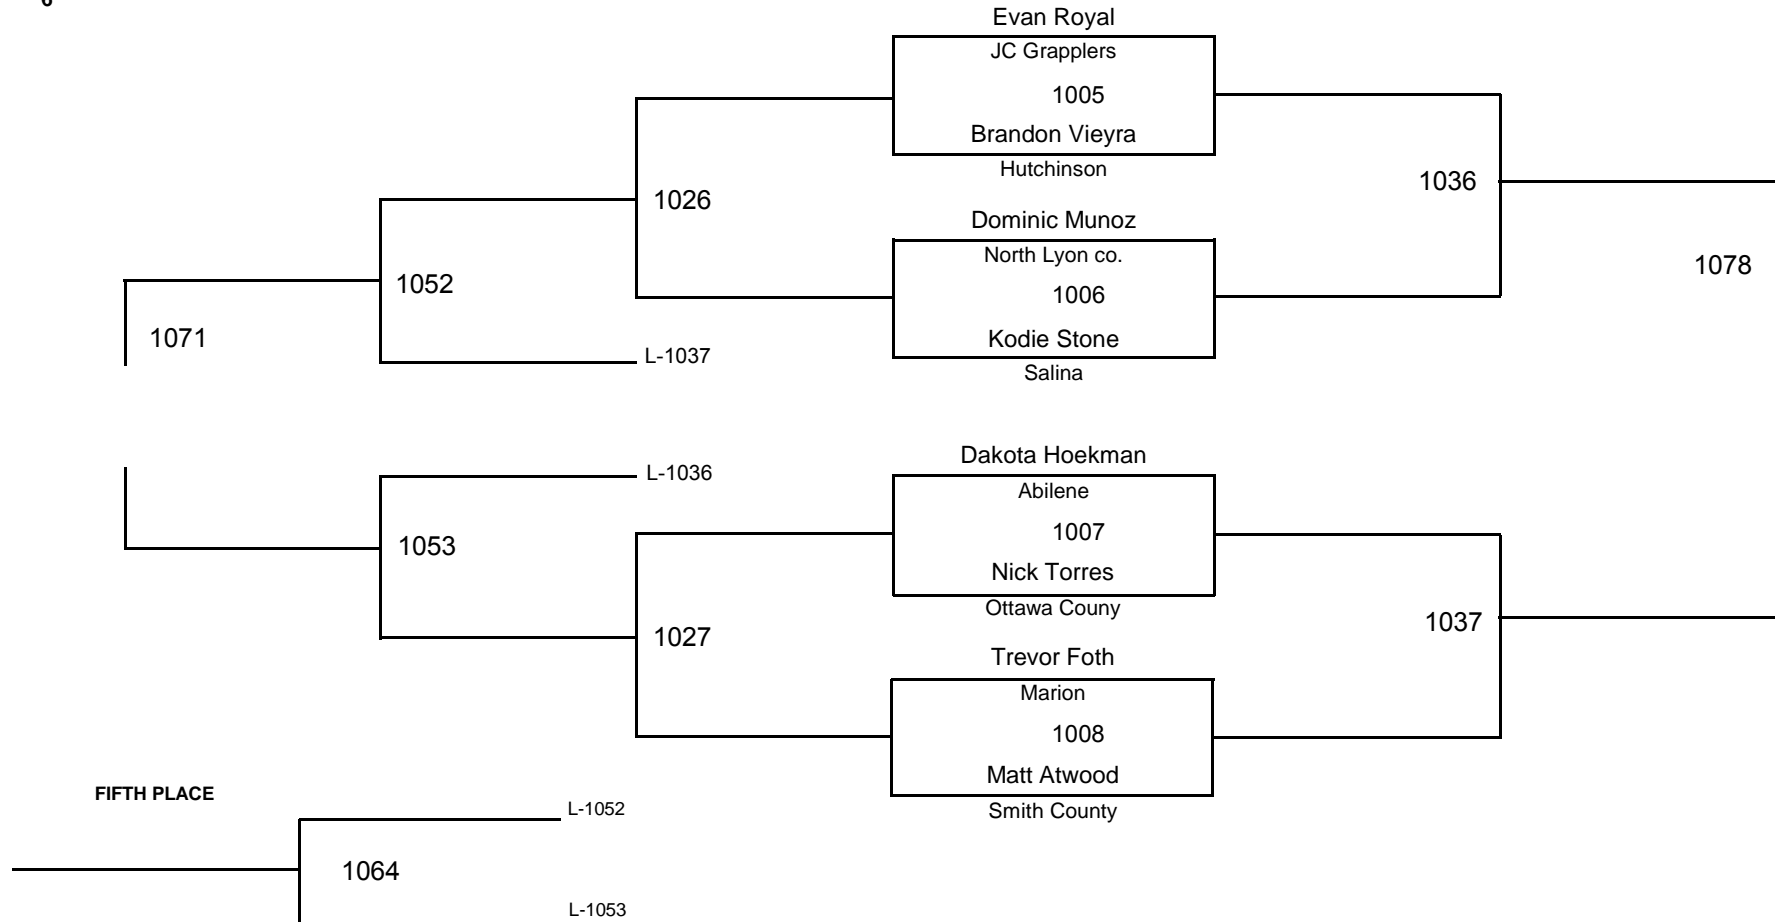 6
Evan Royal
JC Grapplers
1005
Brandon Vieyra
Hutchinson
1036
1026
Dominic Munoz
North Lyon co.
1006
Kodie Stone
Salina
1078
1052
1071
L-1037
Dakota Hoekman
Abilene
1007
Nick Torres
Ottawa Couny
L-1036
1053
1027
1037
Trevor Foth
Marion
1008
Matt Atwood
Smith County
FIFTH PLACE
L-1052
1064
L-1053